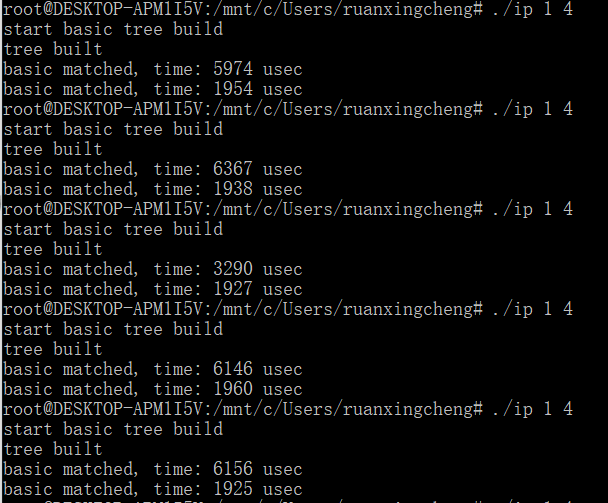 root@DESKTOP-APM1I5V:/mnt/c/Users/ruanxingcheng# ./ip 1 4
start basic tree build
tree built
basic matched, time: 5974 usec
basic matched, time: 1954 usec
root@DESKTOP-APM1I5V:/mnt/c/Users/ruanxingcheng# ./ip 1 4
start basic tree build
tree built
basic matched, time: 6367 usec
basic matched, time: 1938 usec
root@DESKTOP-APM1I5V:/mnt/c/Users/ruanxingcheng# ./ip 1 4
start basic tree build
tree built
basic matched, time: 3290 usec
basic matched, time: 1927 usec
root@DESKTOP-APM1I5V:/mnt/c/Users/ruanxingcheng# ./ip 1 4
start basic tree build
tree built
basic matched, time: 6146 usec
basic matched, time: 1960 usec
root@DESKTOP-APM1I5V:/mnt/c/Users/ruanxingcheng# ./ip 1 4
start basic tree build
tree built
basic matched, time: 6156 usec
basic matched, time: 1925 usec